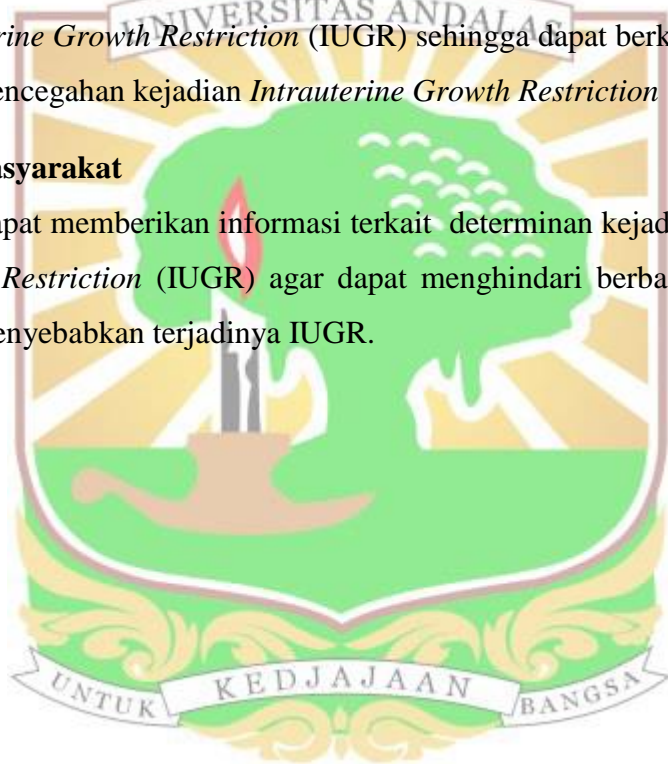 UNIVERSITAS ANDALAS
rine Growth Restriction (IUGR) sehingga dapat berk
encegahan kejadian Intrauterine Growth Restriction
asyarakat
apat memberikan informasi terkait determinan kejad
Restriction (IUGR) agar dapat menghindari berba
enyebabkan terjadinya IUGR.
UNTUK KEDJAJAAN BANGSA